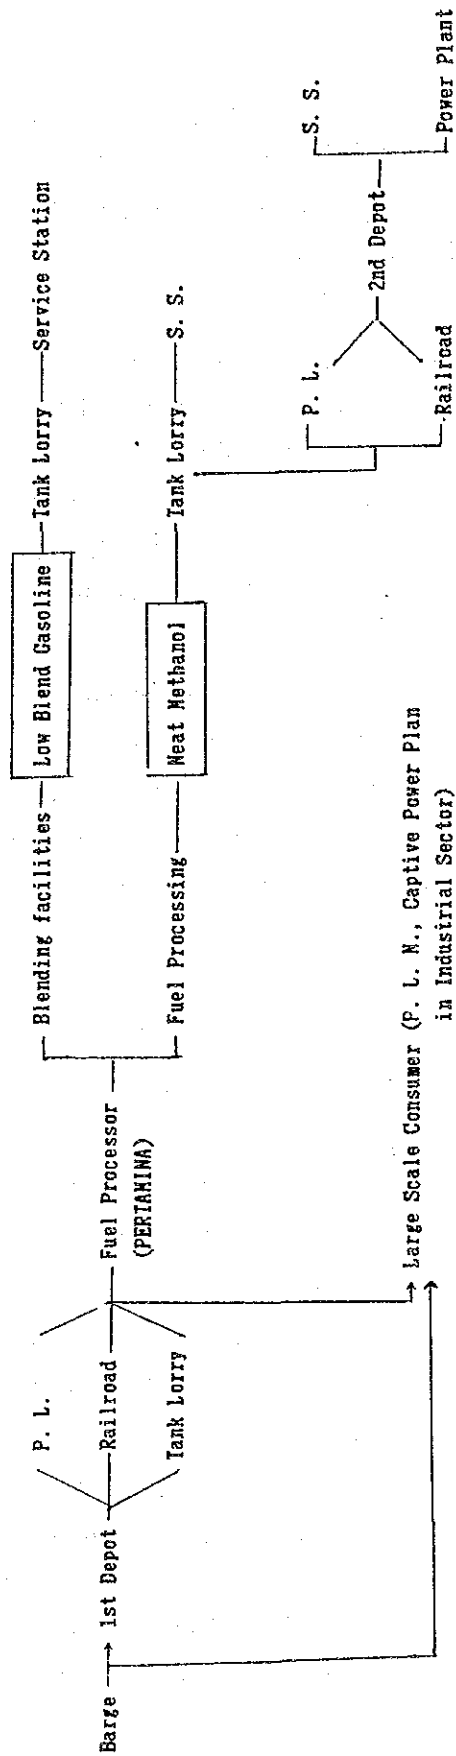 Barge
1st Depot
P. L.
Railroad
Tank Lorry
Fuel Processor
(PERTAMINA)
Blending facilities
Low Blend Gasoline
Tank Lorry
Service Station
Fuel Processing
Neat Methanol
Tank Lorry
S. S.
P. L.
Railroad
2nd Depot
S. S.
Power Plant
Large Scale Consumer (P. L. N., Captive Power Plan
in Industrial Sector)